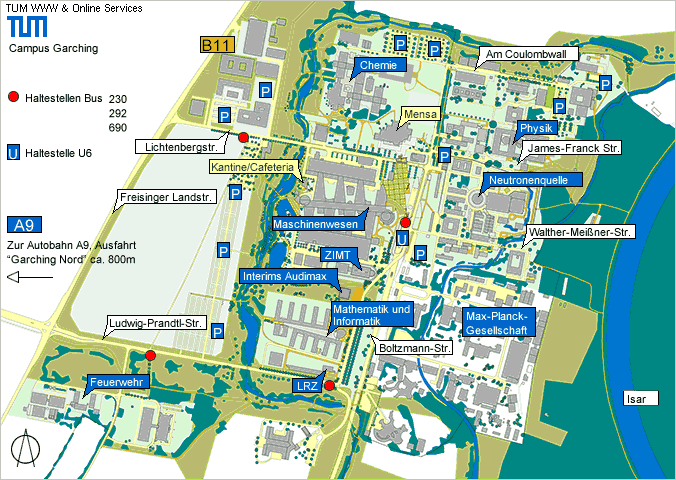 TUM WWW & Online Services
TUM
Campus Garching
B11
Haltestellen Bus 230
292
690
U Haltestelle U6
A9
Zur Autobahn A9, Ausfahrt
"Garching Nord" ca. 800m
P
P
P
P
Am Coulombwall
Chemie
P
P
Mensa
P
P
Physik
Lichtenbergstr.
James-Franck Str.
P
Kantine/Cafeteria
Neutronenquelle
P
Freisinger Landstr.
Maschinenwesen
Walther-Meißner-Str.
U
P
P
ZIMT
Interims Audimax
Mathematik und
Informatik
Max-Planck-
Gesellschaft
Ludwig-Prandtl-Str.
P
Boltzmann-Str.
Feuerwehr
LRZ
Isar